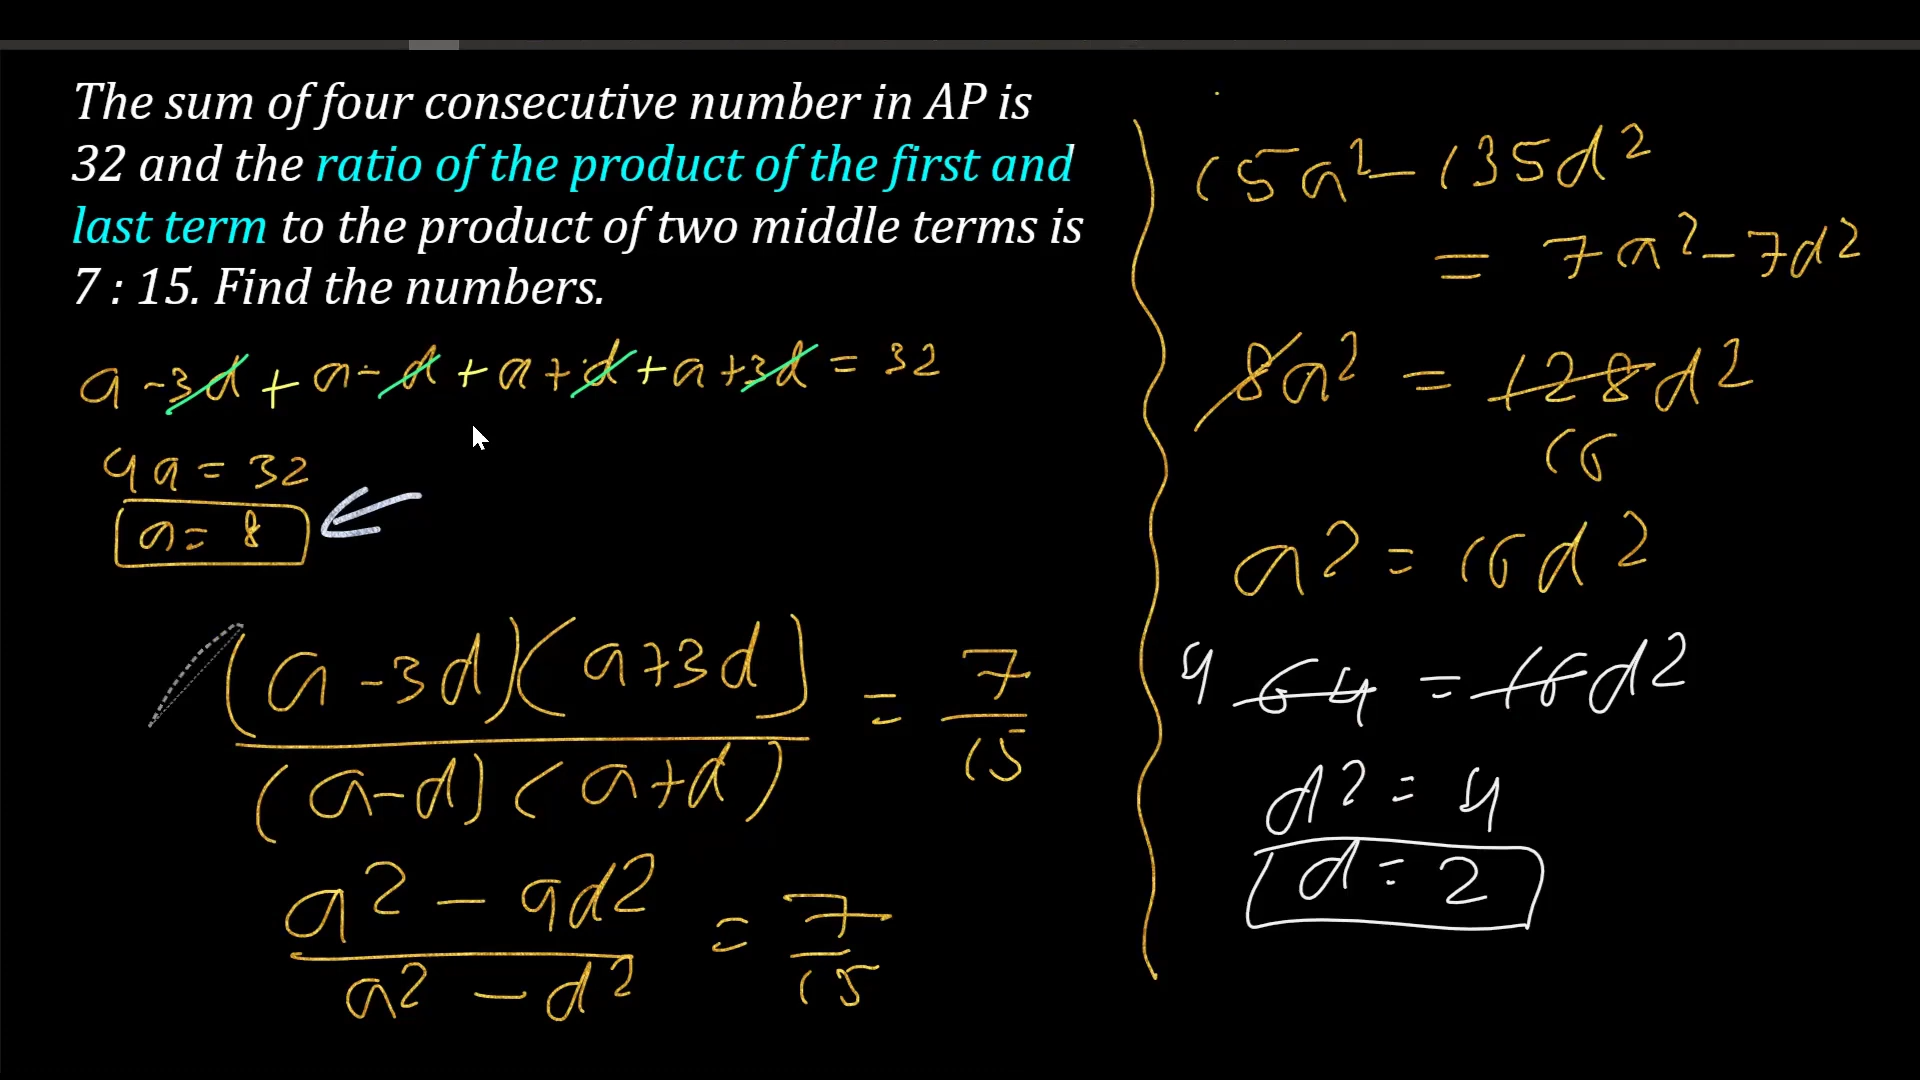 The sum of four consecutive number in AP is
32 and the ratio of the product of the first and
last term to the product of two middle terms is
7 : 15. Find the numbers.
a - 3d + a - d + a + d + a + 3d = 32
4a = 32
a = 8
(a - 3d)(a + 3d) / (a - d)(a + d) = 7/15
a² - 9d² / a² - d² = 7/15
15a² - 135d²
= 7a² - 7d²
8a² = 128d²
16
a² = 16d²
4 64 = 16d²
d² = 4
d = 2